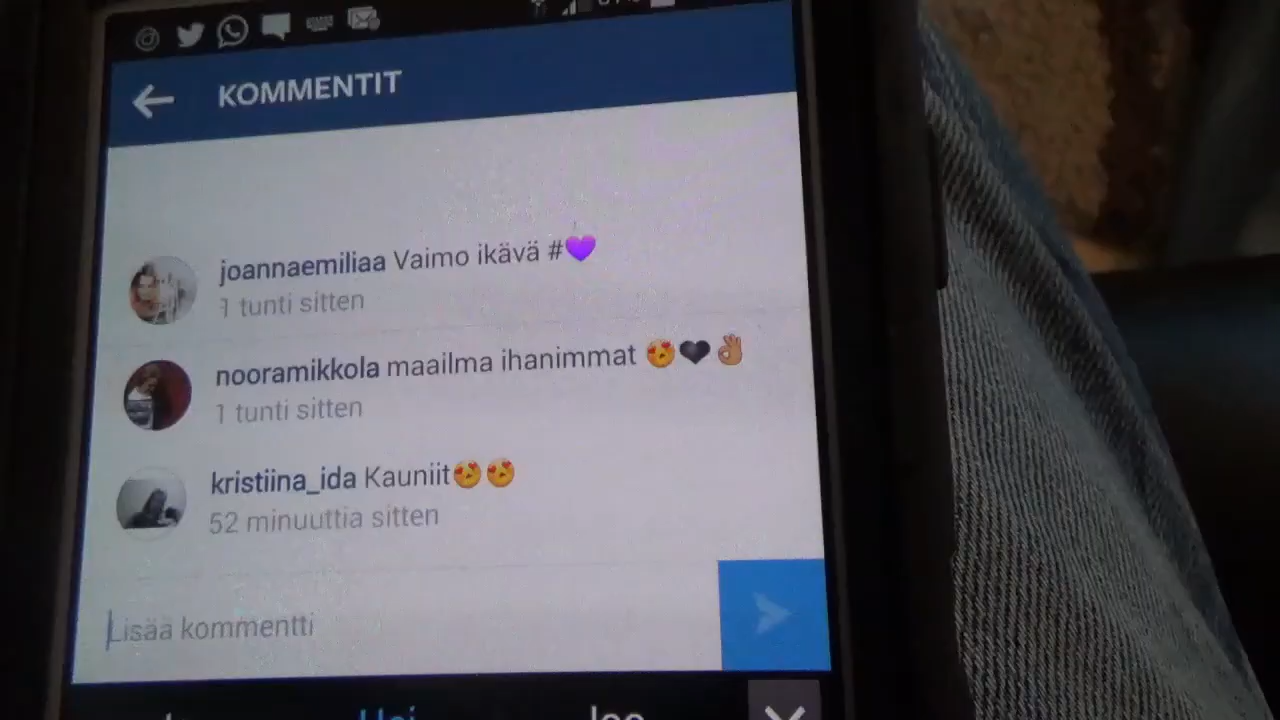 KOMMENTIT
joannaemiliaa Vaimo ikävä #💜
1 tunti sitten
nooramikkola maailma ihanimmat 😍🖤👌🏽
1 tunti sitten
kristiina_ida Kauniit😍😍
52 minuuttia sitten
Lisää kommentti